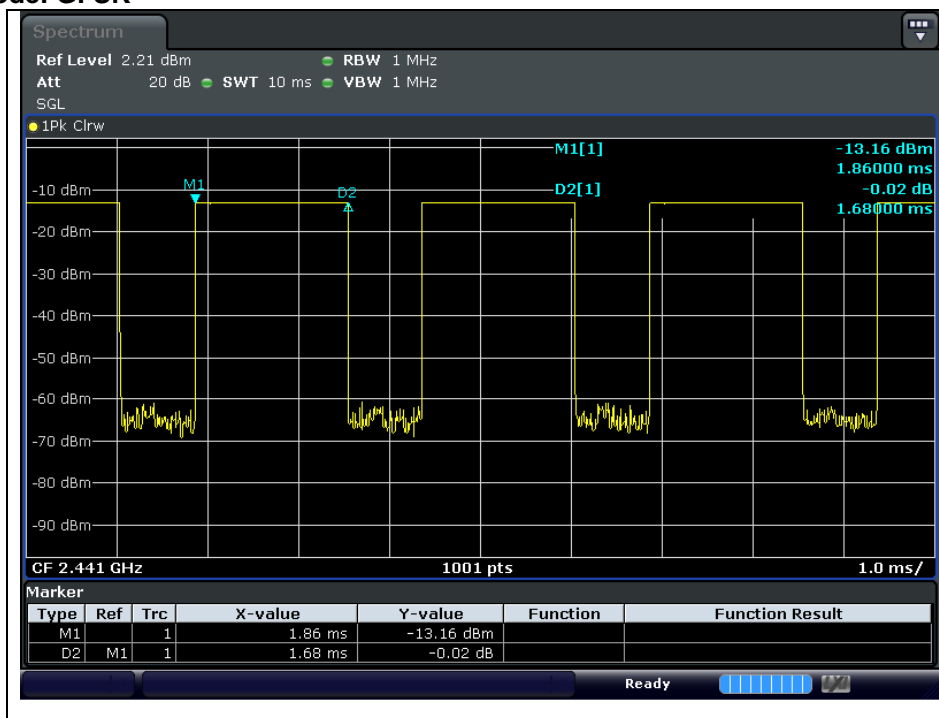 Spectrum
Ref Level 2.21 dBm RBW 1 MHz
Att 20 dB SWT 10 ms VBW 1 MHz
SGL
1Pk Clrw
M1[1] -13.16 dBm
1.86000 ms
-10 dBm M1 D2 D2[1] -0.02 dB
1.68000 ms
-20 dBm
-30 dBm
-40 dBm
-50 dBm
-60 dBm
-70 dBm
-80 dBm
-90 dBm
CF 2.441 GHz 1001 pts 1.0 ms/
Marker
Type Ref Trc X-value Y-value Function Function Result
M1 1 1.86 ms -13.16 dBm
D2 M1 1 1.68 ms -0.02 dB
Ready